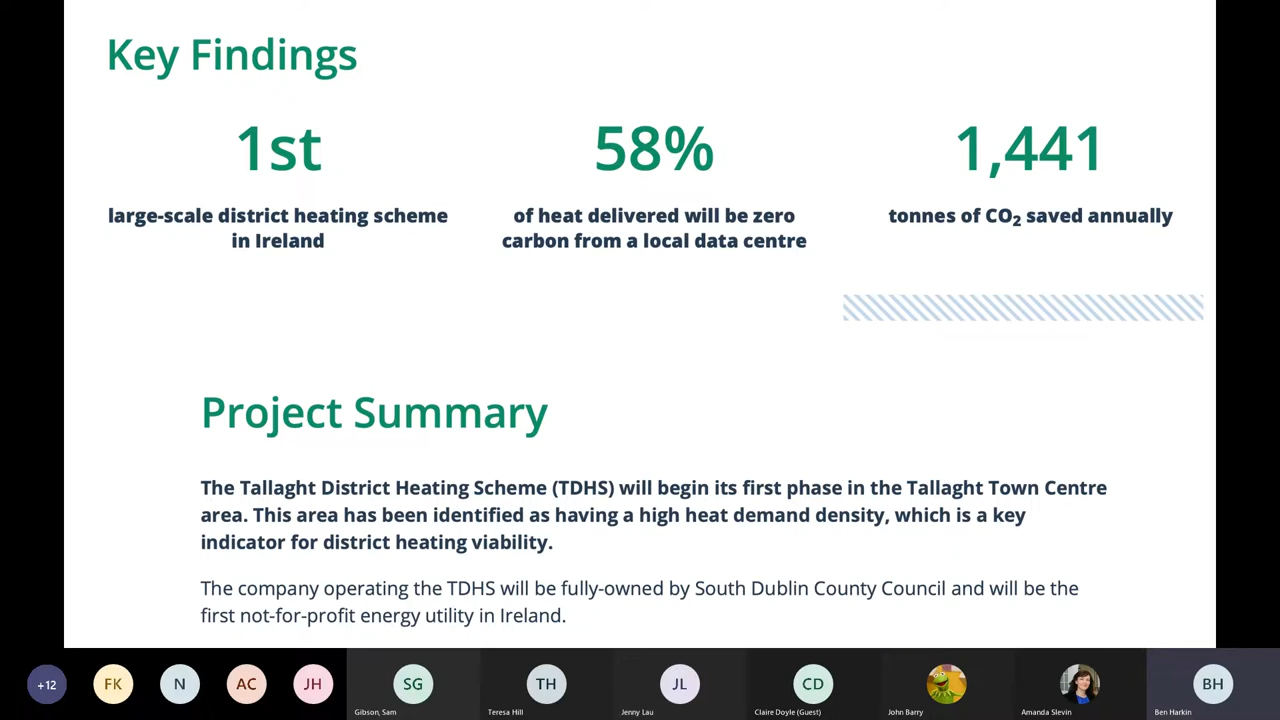 Key Findings
1st
58%
1,441
large-scale district heating scheme
in Ireland
of heat delivered will be zero
carbon from a local data centre
tonnes of CO₂ saved annually
Project Summary
The Tallaght District Heating Scheme (TDHS) will begin its first phase in the Tallaght Town Centre
area. This area has been identified as having a high heat demand density, which is a key
indicator for district heating viability.
The company operating the TDHS will be fully-owned by South Dublin County Council and will be the
first not-for-profit energy utility in Ireland.
+12
FK
N
AC
JH
SG
TH
JL
CD
BH
Gibson, Sam
Teresa Hill
Jenny Lau
Claire Doyle (Guest)
John Barry
Amanda Slevin
Ben Harkin